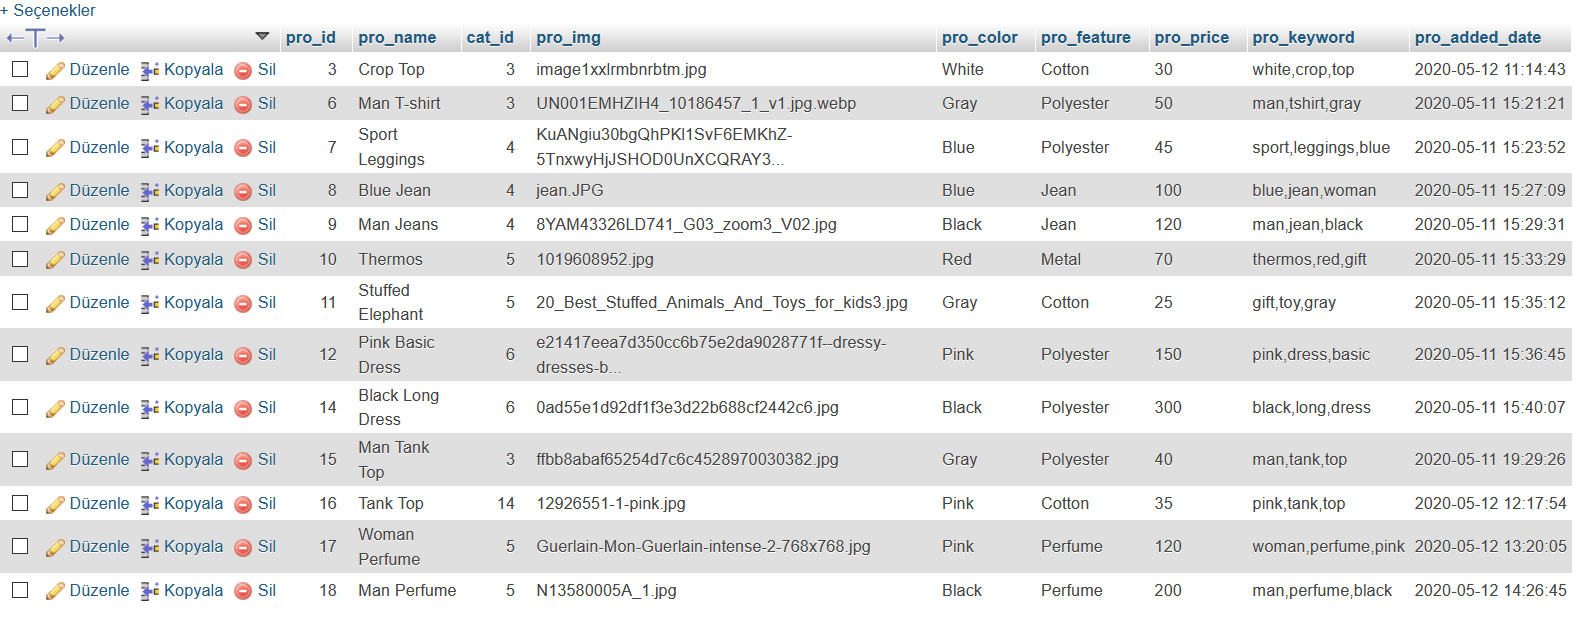 + Seçenekler
←T→ pro_id pro_name cat_id pro_img pro_color pro_feature pro_price pro_keyword pro_added_date
Düzenle Kopyala Sil 3 Crop Top 3 image1xxlrmbnrbtm.jpg White Cotton 30 white,crop,top 2020-05-12 11:14:43
Düzenle Kopyala Sil 6 Man T-shirt 3 UN001EMHZIH4_10186457_1_v1.jpg.webp Gray Polyester 50 man,tshirt,gray 2020-05-11 15:21:21
Düzenle Kopyala Sil 7 Sport Leggings 4 KuANgiu30bgQhPKl1SvF6EMKhZ-5TnxwyHjJSHOD0UnXCQRAY3... Blue Polyester 45 sport,leggings,blue 2020-05-11 15:23:52
Düzenle Kopyala Sil 8 Blue Jean 4 jean.JPG Blue Jean 100 blue,jean,woman 2020-05-11 15:27:09
Düzenle Kopyala Sil 9 Man Jeans 4 8YAM43326LD741_G03_zoom3_V02.jpg Black Jean 120 man,jean,black 2020-05-11 15:29:31
Düzenle Kopyala Sil 10 Thermos 5 1019608952.jpg Red Metal 70 thermos,red,gift 2020-05-11 15:33:29
Düzenle Kopyala Sil 11 Stuffed Elephant 5 20_Best_Stuffed_Animals_And_Toys_for_kids3.jpg Gray Cotton 25 gift,toy,gray 2020-05-11 15:35:12
Düzenle Kopyala Sil 12 Pink Basic Dress 6 e21417eea7d350cc6b75e2da9028771f--dressy-dresses-b... Pink Polyester 150 pink,dress,basic 2020-05-11 15:36:45
Düzenle Kopyala Sil 14 Black Long Dress 6 0ad55e1d92df1f3e3d22b688cf2442c6.jpg Black Polyester 300 black,long,dress 2020-05-11 15:40:07
Düzenle Kopyala Sil 15 Man Tank Top 3 ffbb8abaf65254d7c6c4528970030382.jpg Gray Polyester 40 man,tank,top 2020-05-11 19:29:26
Düzenle Kopyala Sil 16 Tank Top 14 12926551-1-pink.jpg Pink Cotton 35 pink,tank,top 2020-05-12 12:17:54
Düzenle Kopyala Sil 17 Woman Perfume 5 Guerlain-Mon-Guerlain-intense-2-768x768.jpg Pink Perfume 120 woman,perfume,pink 2020-05-12 13:20:05
Düzenle Kopyala Sil 18 Man Perfume 5 N13580005A_1.jpg Black Perfume 200 man,perfume,black 2020-05-12 14:26:45